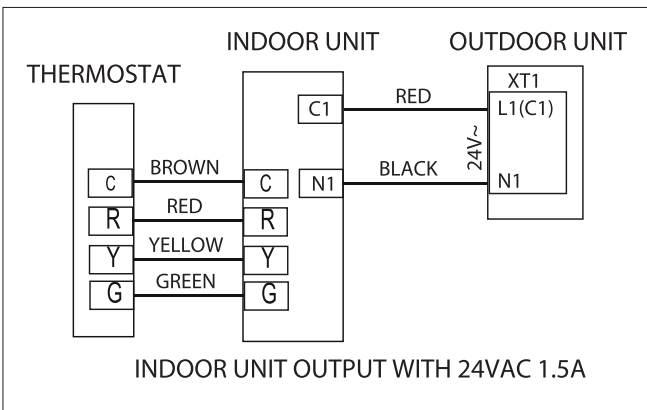 INDOOR UNIT
OUTDOOR UNIT
THERMOSTAT
XT1
C1
RED
L1(C1)
24V~
BROWN
C
C
N1
BLACK
N1
RED
R
R
YELLOW
Y
Y
GREEN
G
G
INDOOR UNIT OUTPUT WITH 24VAC 1.5A